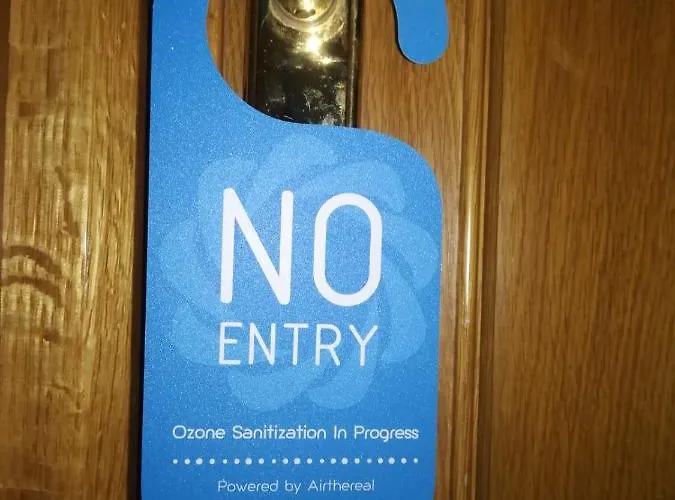 NO
ENTRY
Ozone Sanitization In Progress
Powered by Airthereal